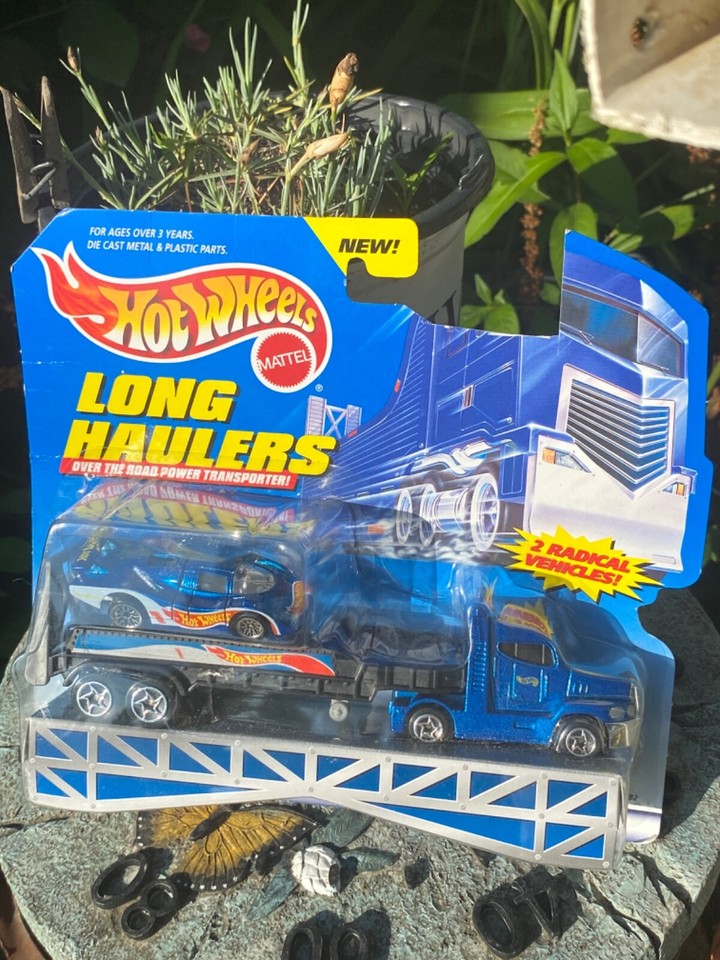 FOR AGES OVER 3 YEARS.
DIE CAST METAL & PLASTIC PARTS.
NEW!
HOT WHEELS
MATTEL
®
LONG
HAULERS
OVER THE ROAD POWER TRANSPORTER!
2 RADICAL
VEHICLES!
Hot Wheels
Hot Wheels